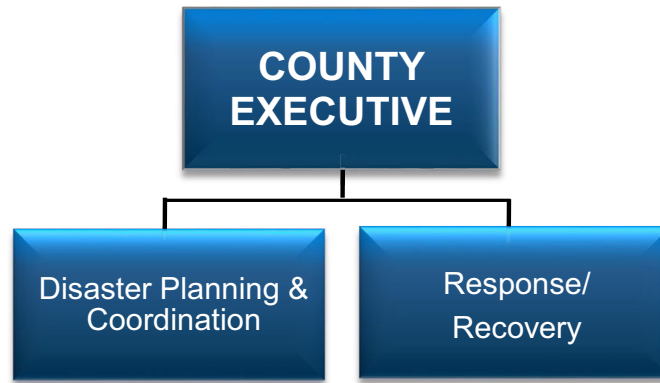 COUNTY
EXECUTIVE
Disaster Planning &
Coordination
Response/
Recovery